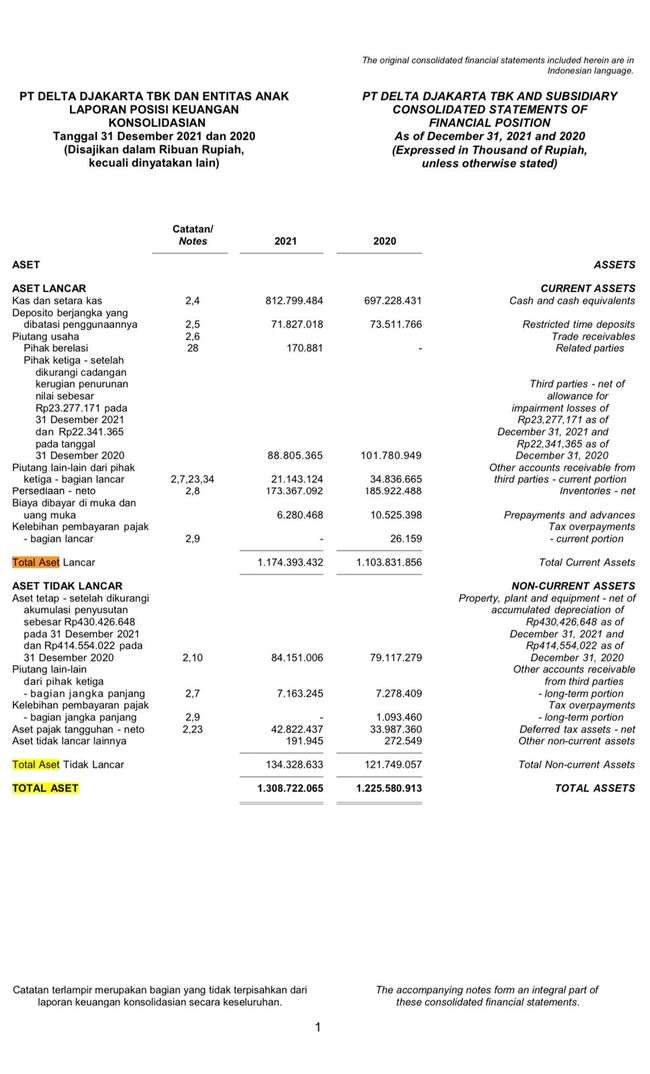 The original consolidated financial statements included herein are in
Indonesian language.
PT DELTA DJAKARTA TBK DAN ENTITAS ANAK
LAPORAN POSISI KEUANGAN
KONSOLIDASIAN
Tanggal 31 Desember 2021 dan 2020
(Disajikan dalam Ribuan Rupiah,
kecuali dinyatakan lain)
PT DELTA DJAKARTA TBK AND SUBSIDIARY
CONSOLIDATED STATEMENTS OF
FINANCIAL POSITION
As of December 31, 2021 and 2020
(Expressed in Thousand of Rupiah,
unless otherwise stated)
Catatan/
Notes 2021 2020
ASET ASSETS
ASET LANCAR CURRENT ASSETS
Kas dan setara kas 2,4 812.799.484 697.228.431 Cash and cash equivalents
Deposito berjangka yang
dibatasi penggunaannya 2,5 71.827.018 73.511.766 Restricted time deposits
Piutang usaha 2,6 Trade receivables
Pihak berelasi 28 170.881 - Related parties
Pihak ketiga - setelah
dikurangi cadangan
kerugian penurunan Third parties - net of
nilai sebesar allowance for
Rp23.277.171 pada impairment losses of
31 Desember 2021 Rp23,277,171 as of
dan Rp22.341.365 December 31, 2021 and
pada tanggal Rp22,341,365 as of
31 Desember 2020 88.805.365 101.780.949 December 31, 2020
Piutang lain-lain dari pihak Other accounts receivable from
ketiga - bagian lancar 2,7,23,34 21.143.124 34.836.665 third parties - current portion
Persediaan - neto 2,8 173.367.092 185.922.488 Inventories - net
Biaya dibayar di muka dan
uang muka 6.280.468 10.525.398 Prepayments and advances
Kelebihan pembayaran pajak Tax overpayments
- bagian lancar 2,9 - 26.159 - current portion
Total Aset Lancar 1.174.393.432 1.103.831.856 Total Current Assets
ASET TIDAK LANCAR NON-CURRENT ASSETS
Aset tetap - setelah dikurangi Property, plant and equipment - net of
akumulasi penyusutan accumulated depreciation of
sebesar Rp430.426.648 Rp430,426,648 as of
pada 31 Desember 2021 December 31, 2021 and
dan Rp414.554.022 pada Rp414,554,022 as of
31 Desember 2020 2,10 84.151.006 79.117.279 December 31, 2020
Piutang lain-lain Other accounts receivable
dari pihak ketiga from third parties
- bagian jangka panjang 2,7 7.163.245 7.278.409 - long-term portion
Kelebihan pembayaran pajak Tax overpayments
- bagian jangka panjang 2,9 - 1.093.460 - long-term portion
Aset pajak tangguhan - neto 2,23 42.822.437 33.987.360 Deferred tax assets - net
Aset tidak lancar lainnya 191.945 272.549 Other non-current assets
Total Aset Tidak Lancar 134.328.633 121.749.057 Total Non-current Assets
TOTAL ASET 1.308.722.065 1.225.580.913 TOTAL ASSETS
Catatan terlampir merupakan bagian yang tidak terpisahkan dari
laporan keuangan konsolidasian secara keseluruhan.
The accompanying notes form an integral part of
these consolidated financial statements.
1